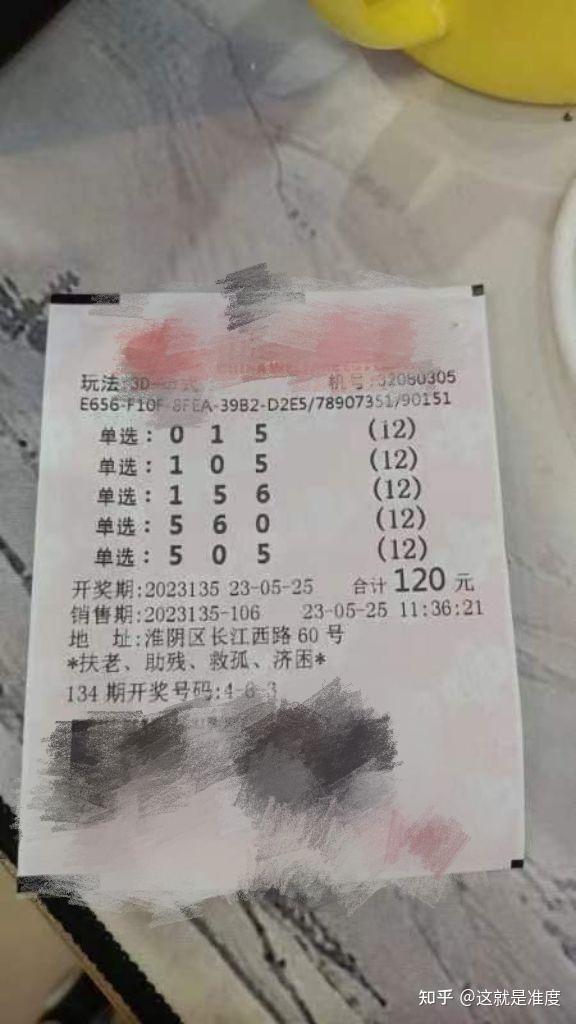 玩法:3D-单式 机号:32080305
E656-F10F-8FEA-39B2-D2E5/78907351/90151
单选: 0 1 5 (12)
单选: 1 0 5 (12)
单选: 1 5 6 (12)
单选: 5 6 0 (12)
单选: 5 0 5 (12)
开奖期:2023135 23-05-25 合计 120 元
销售期:2023135-106 23-05-25 11:36:21
地 址:淮阴区长江西路 60 号
*扶老、助残、救孤、济困*
134 期开奖号码:4-6-3
知乎 @这就是准度